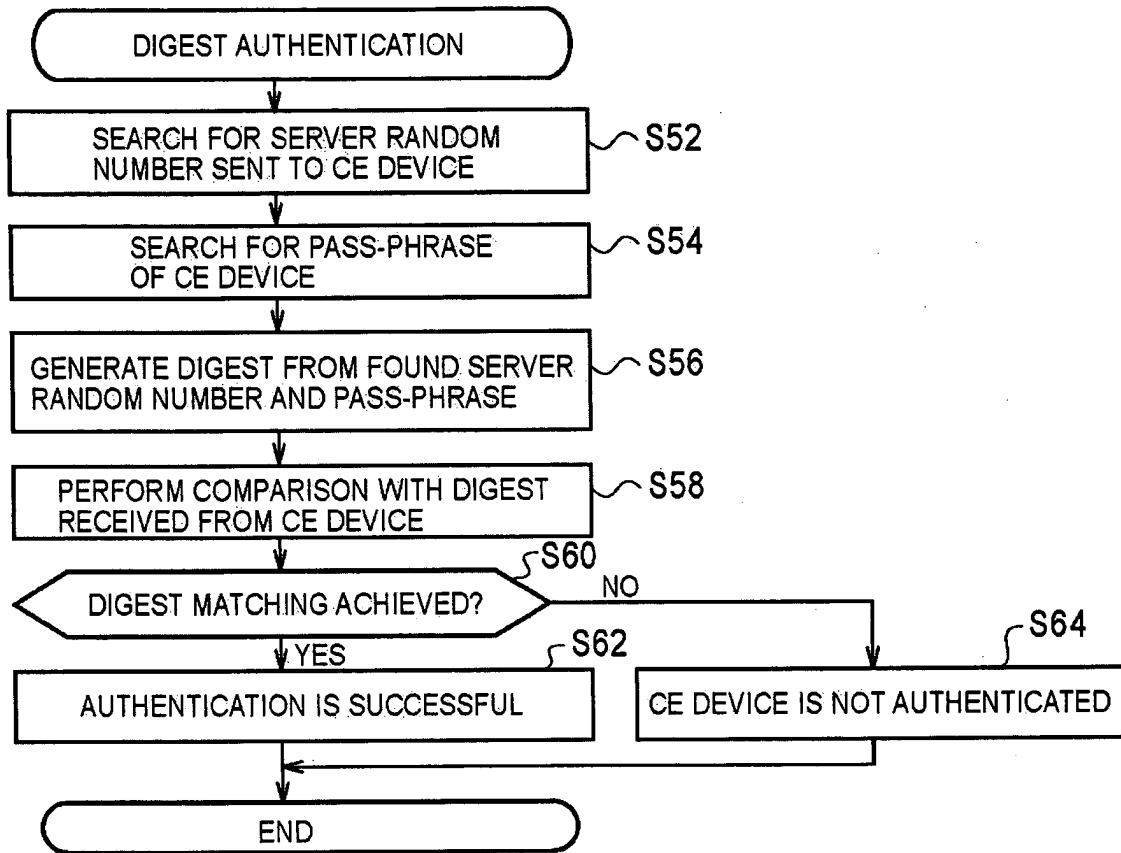 DIGEST AUTHENTICATION
SEARCH FOR SERVER RANDOM
NUMBER SENT TO CE DEVICE
S52
SEARCH FOR PASS-PHRASE
OF CE DEVICE
S54
GENERATE DIGEST FROM FOUND SERVER
RANDOM NUMBER AND PASS-PHRASE
S56
PERFORM COMPARISON WITH DIGEST
RECEIVED FROM CE DEVICE
S58
S60
DIGEST MATCHING ACHIEVED?
NO
YES
S62
S64
AUTHENTICATION IS SUCCESSFUL
CE DEVICE IS NOT AUTHENTICATED
END